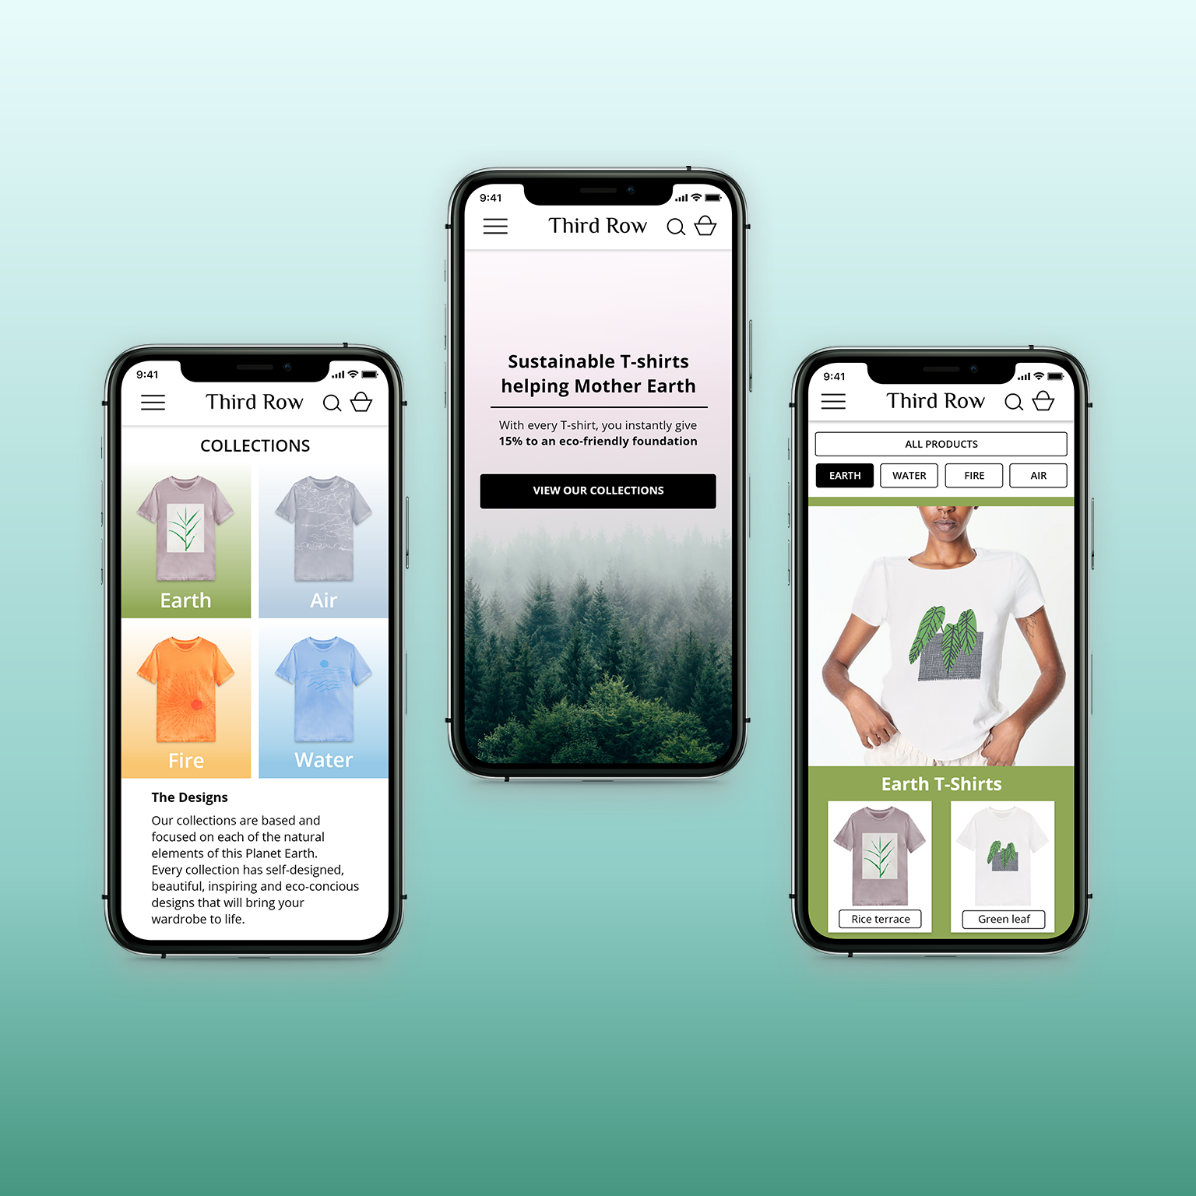 9:41
Third Row
COLLECTIONS
Earth
Air
Fire
Water
The Designs
Our collections are based and
focused on each of the natural
elements of this Planet Earth.
Every collection has self-designed,
beautiful, inspiring and eco-concious
designs that will bring your
wardrobe to life.
9:41
Third Row
Sustainable T-shirts
helping Mother Earth
With every T-shirt, you instantly give
15% to an eco-friendly foundation
VIEW OUR COLLECTIONS
9:41
Third Row
ALL PRODUCTS
EARTH
WATER
FIRE
AIR
Earth T-Shirts
Rice terrace
Green leaf